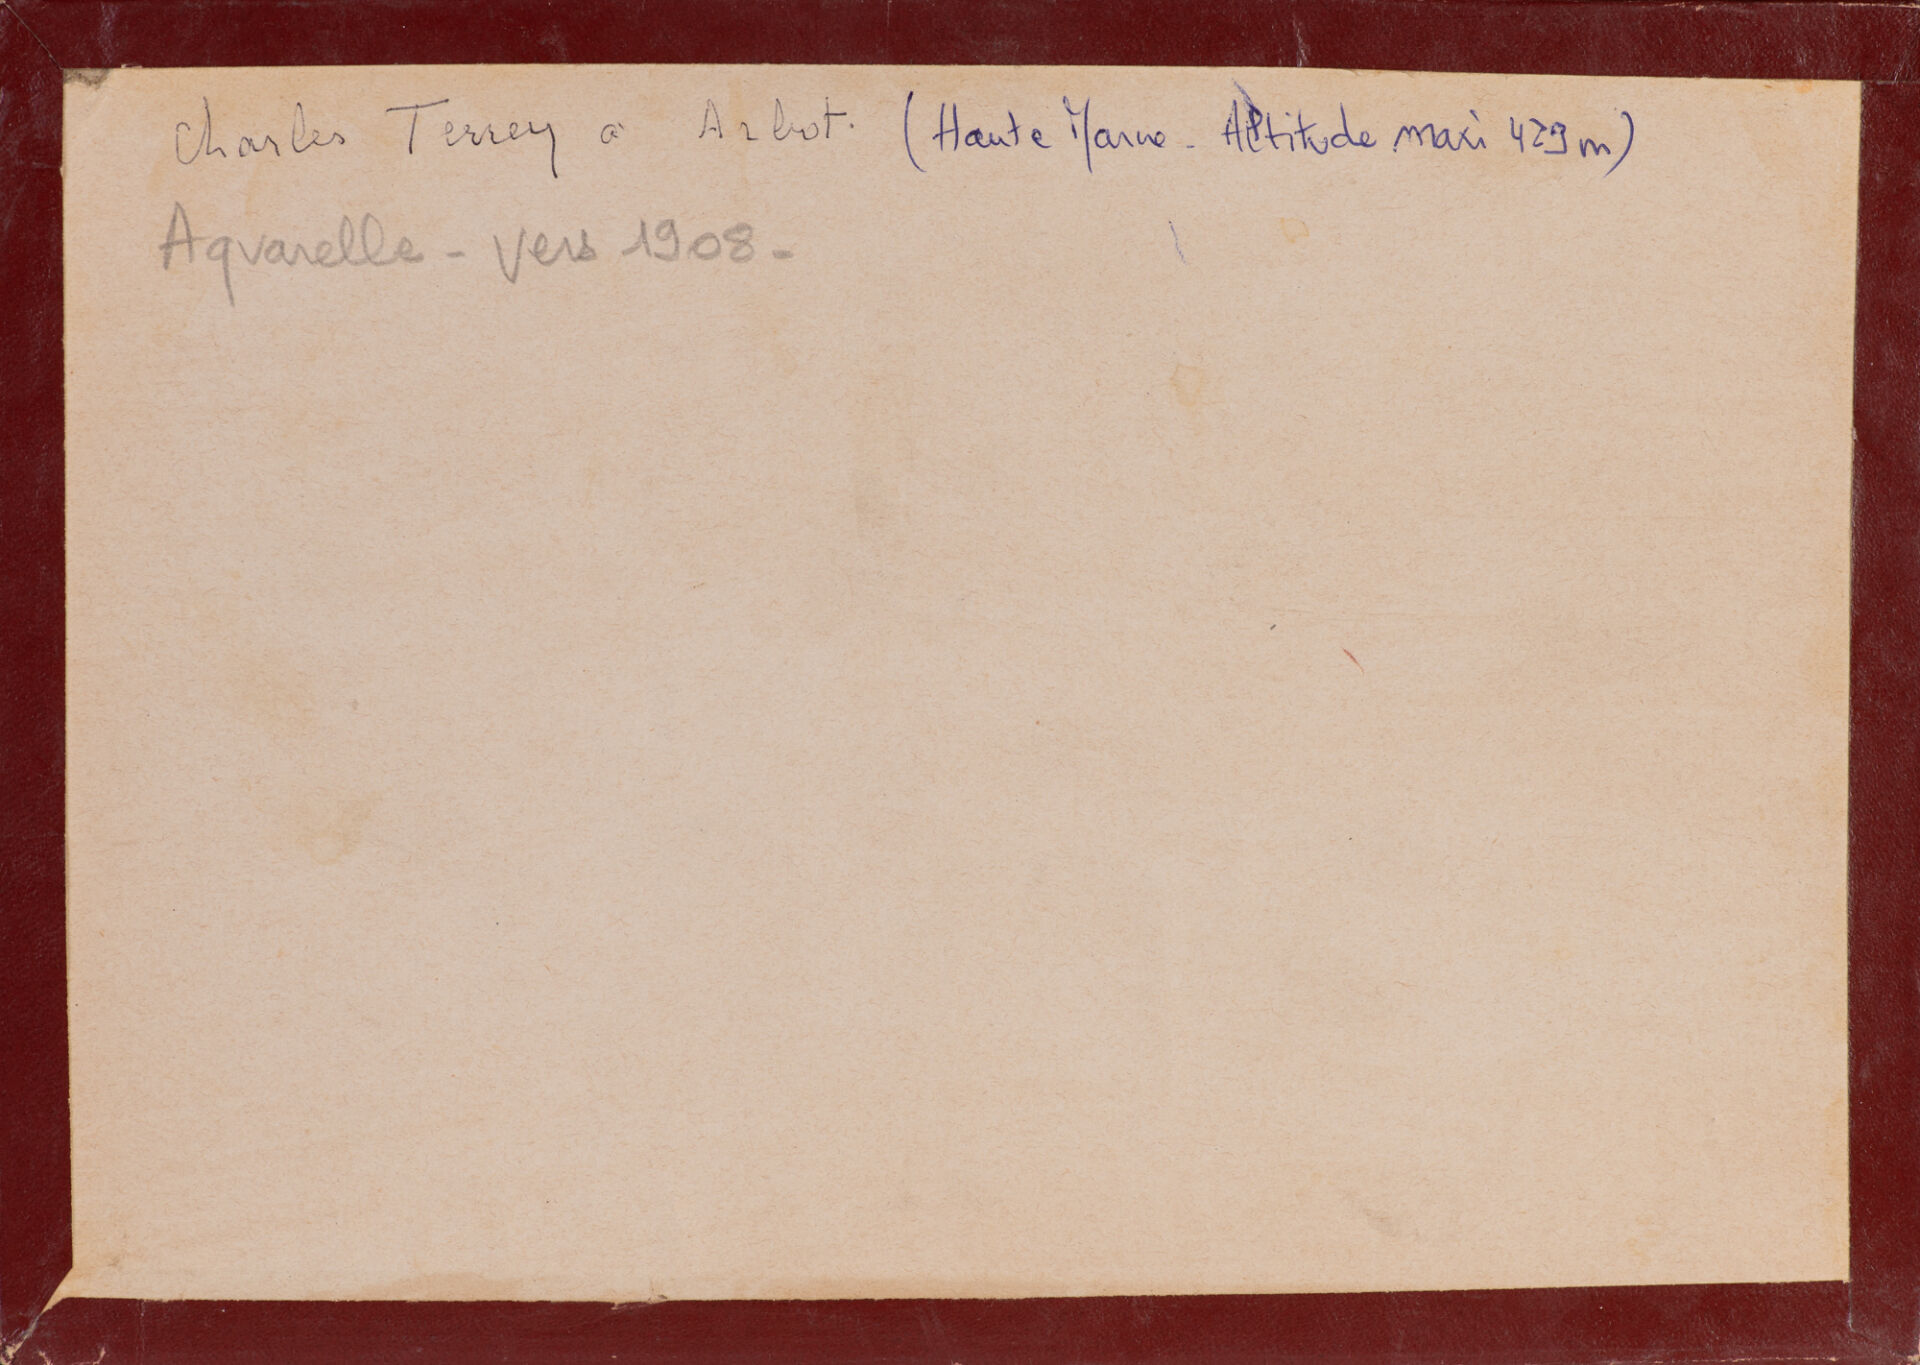 Charles Terrey à Arbot. (Haute Marne - Altitude maxi 429 m)
Aquarelle - vers 1908 -